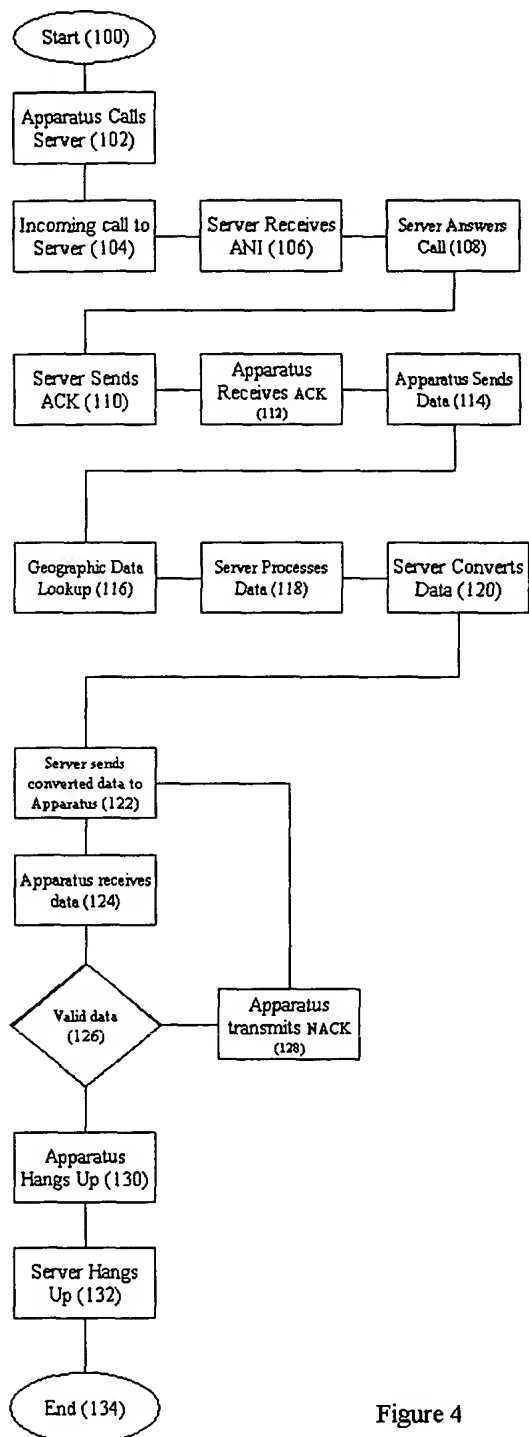 Start (100)
Apparatus Calls
Server (102)
Incoming call to
Server (104)
Server Receives
ANI (106)
Server Answers
Call (108)
Server Sends
ACK (110)
Apparatus
Receives ACK
(112)
Apparatus Sends
Data (114)
Geographic Data
Lookup (116)
Server Processes
Data (118)
Server Converts
Data (120)
Server sends
converted data to
Apparatus (122)
Apparatus receives
data (124)
Valid data
(126)
Apparatus
transmits NACK
(128)
Apparatus
Hangs Up (130)
Server Hangs
Up (132)
End (134)
Figure 4